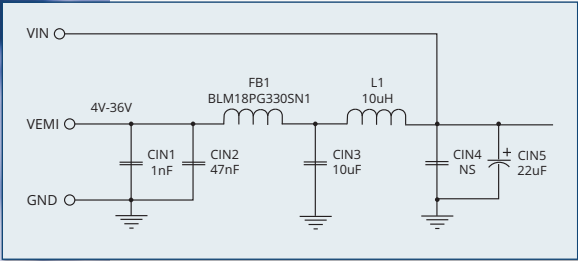 VIN
FB1
BLM18PG330SN1
L1
10uH
4V-36V
VEMI
CIN1
1nF
CIN2
47nF
CIN3
10uF
CIN4
NS
+
CIN5
22uF
GND